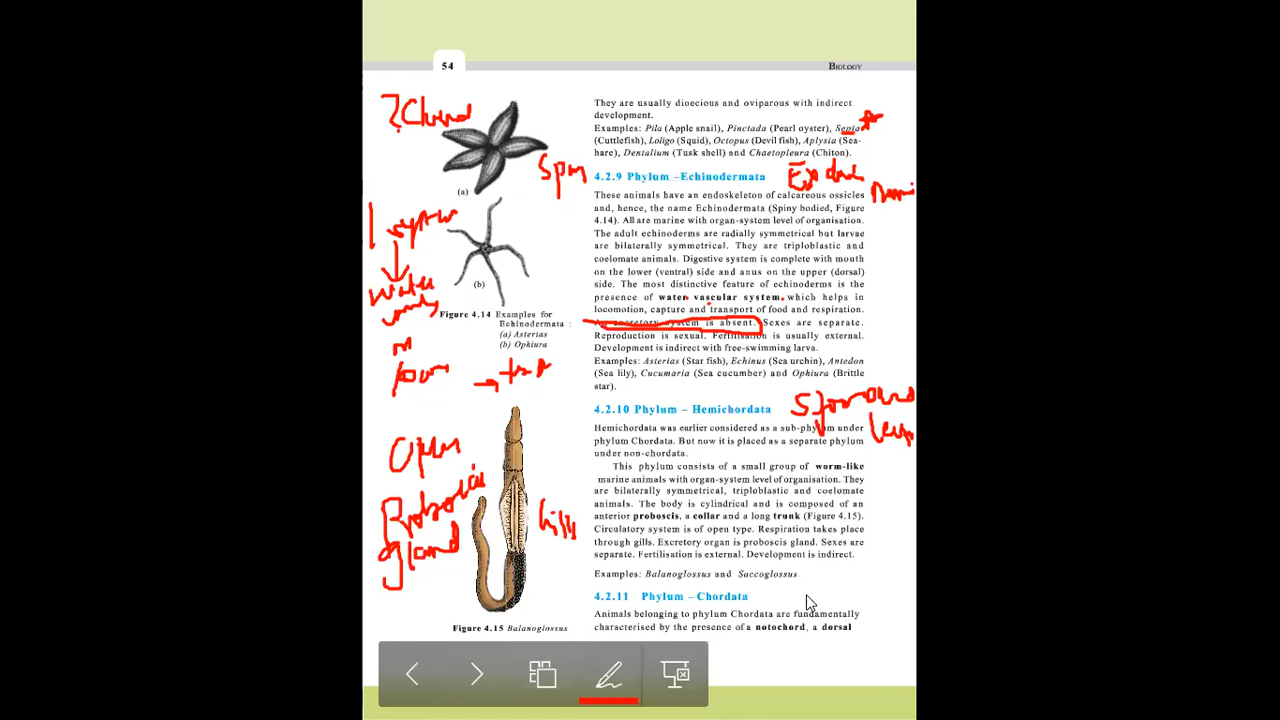 54
BIOLOGY
They are usually dioecious and oviparous with indirect
development.
Examples: Pila (Apple snail), Pinctada (Pearl oyster), Sepia
(Cuttlefish), Loligo (Squid), Octopus (Devil fish), Aplysia (Sea-
hare), Dentalium (Tusk shell) and Chaetopleura (Chiton).
4.2.9 Phylum –Echinodermata
These animals have an endoskeleton of calcareous ossicles
and, hence, the name Echinodermata (Spiny bodied, Figure
4.14). All are marine with organ-system level of organisation.
The adult echinoderms are radially symmetrical but larvae
are bilaterally symmetrical. They are triploblastic and
coelomate animals. Digestive system is complete with mouth
on the lower (ventral) side and anus on the upper (dorsal)
side. The most distinctive feature of echinoderms is the
presence of water vascular system which helps in
locomotion, capture and transport of food and respiration.
An excretory system is absent. Sexes are separate.
Reproduction is sexual. Fertilisation is usually external.
Development is indirect with free-swimming larva.
Examples: Asterias (Star fish), Echinus (Sea urchin), Antedon
(Sea lily), Cucumaria (Sea cucumber) and Ophiura (Brittle
star).
4.2.10 Phylum – Hemichordata
Hemichordata was earlier considered as a sub-phylum under
phylum Chordata. But now it is placed as a separate phylum
under non-chordata.
This phylum consists of a small group of worm-like
marine animals with organ-system level of organisation. They
are bilaterally symmetrical, triploblastic and coelomate
animals. The body is cylindrical and is composed of an
anterior proboscis, a collar and a long trunk (Figure 4.15).
Circulatory system is of open type. Respiration takes place
through gills. Excretory organ is proboscis gland. Sexes are
separate. Fertilisation is external. Development is indirect.
Examples: Balanoglossus and Saccoglossus.
4.2.11 Phylum – Chordata
Animals belonging to phylum Chordata are fundamentally
characterised by the presence of a notochord, a dorsal
(a)
(b)
Figure 4.14 Examples for
Echinodermata :
(a) Asterias
(b) Ophiura
Figure 4.15 Balanoglossus
water
gills
gland